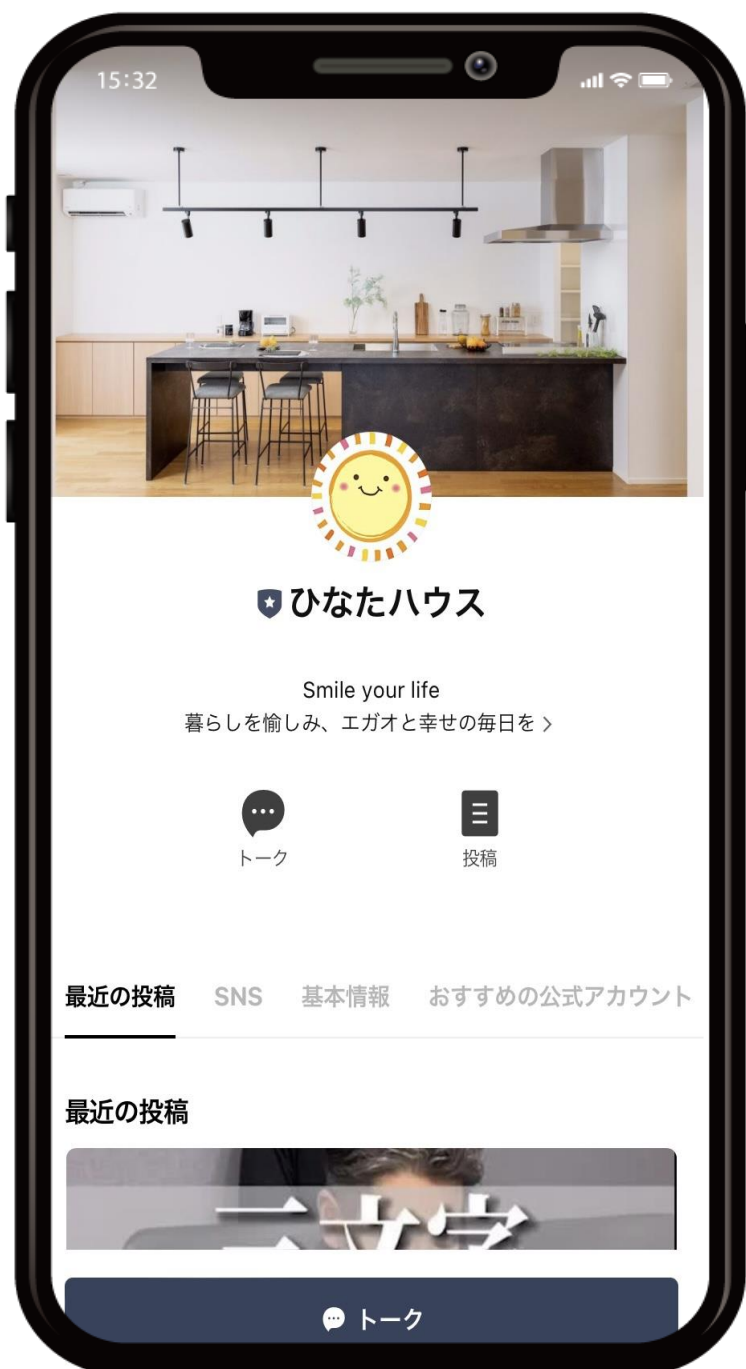 15:32
ひなたハウス
Smile your life
暮らしを愉しみ、エガオと幸せの毎日を >
トーク
投稿
最近の投稿
SNS
基本情報
おすすめの公式アカウント
最近の投稿
三文字
トーク